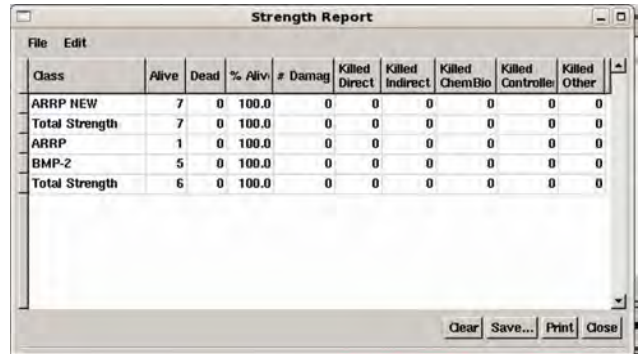 Strength Report
File Edit
Class Alive Dead % Aliv # Damag Killed Direct Killed Indirect Killed ChemBio Killed Controller Killed Other
ARRP NEW 7 0 100.0 0 0 0 0 0 0
Total Strength 7 0 100.0 0 0 0 0 0 0
ARRP 1 0 100.0 0 0 0 0 0 0
BMP-2 5 0 100.0 0 0 0 0 0 0
Total Strength 6 0 100.0 0 0 0 0 0 0
Clear Save... Print Close